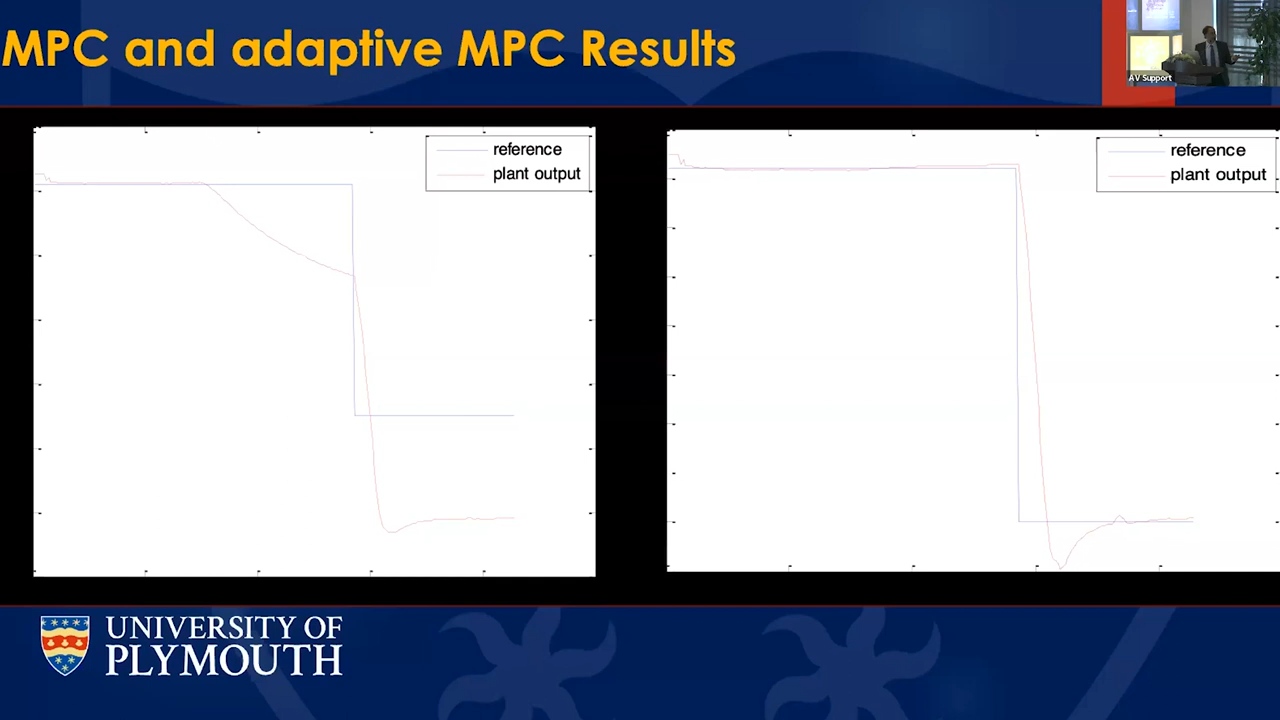 MPC and adaptive MPC Results
AV Support
reference
plant output
reference
plant output
UNIVERSITY OF
PLYMOUTH